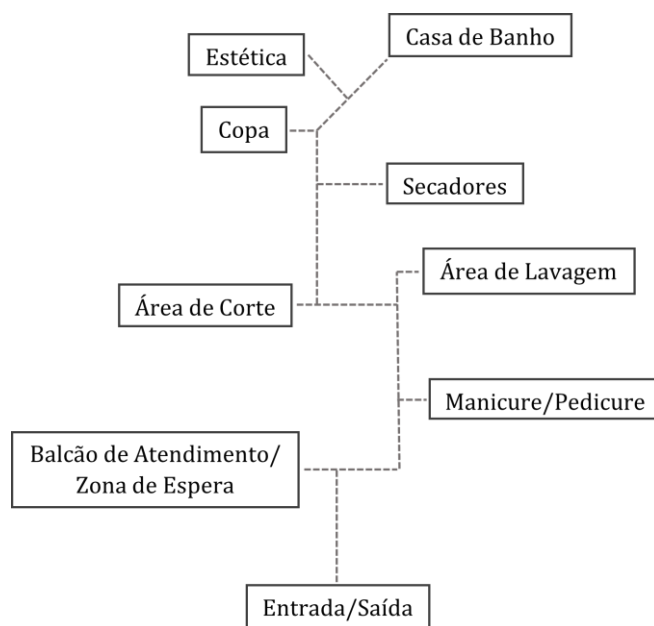 Casa de Banho
Estética
Copa
Secadores
Área de Lavagem
Área de Corte
Manicure/Pedicure
Balcão de Atendimento/
Zona de Espera
Entrada/Saída